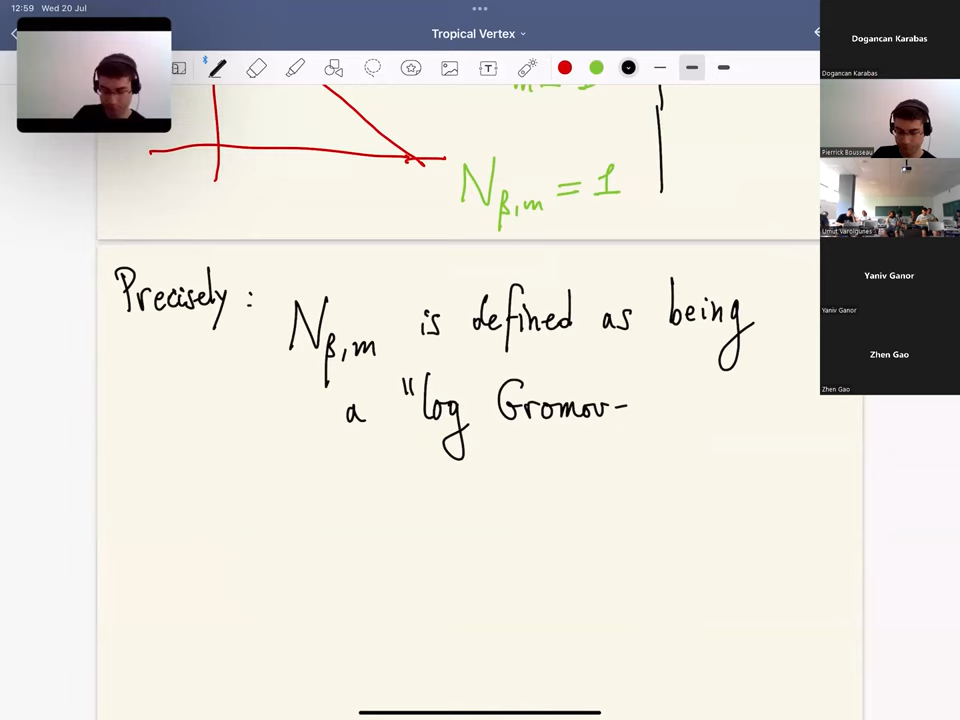 12:59 Wed 20 Jul
Tropical Vertex
Dogancan Karabas
Dogancan Karabas
Pierrick Bousseau
Umut Varolgunes
Yaniv Ganor
Yaniv Ganor
Zhen Gao
Zhen Gao
N_{β,m} = 1
Precisely : N_{β,m} is defined as being
a "log Gromov-